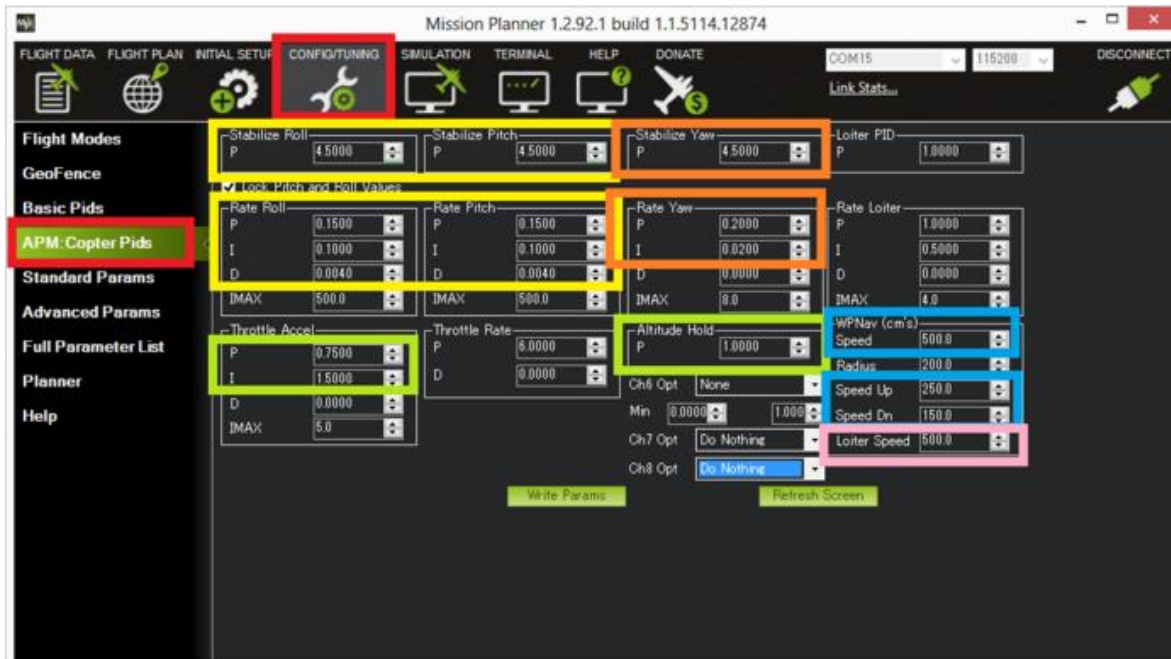 Mission Planner 1.2.92.1 build 1.1.5114.12874
FLIGHT DATA FLIGHT PLAN INITIAL SETUP CONFIG/TUNING SIMULATION TERMINAL HELP DONATE COM15 115200 DISCONNECT
Link Stats...
Flight Modes
GeoFence
Basic Pids
APM:Copter Pids
Standard Params
Advanced Params
Full Parameter List
Planner
Help
Stabilize Roll
P 4.5000
Stabilize Pitch
P 4.5000
Stabilize Yaw
P 4.5000
Loiter PID
P 1.0000
Lock Pitch and Roll Values
Rate Roll
P 0.1500
I 0.1000
D 0.0040
IMAX 500.0
Rate Pitch
P 0.1500
I 0.1000
D 0.0040
IMAX 500.0
Rate Yaw
P 0.2000
I 0.0200
D 0.0000
IMAX 8.0
Rate Loiter
P 1.0000
I 0.5000
D 0.0000
IMAX 4.0
Throttle Accel
P 0.7500
I 1.5000
D 0.0000
IMAX 5.0
Throttle Rate
P 6.0000
D 0.0000
Altitude Hold
P 1.0000
Ch6 Opt None
Min 0.0000 1.000
Ch7 Opt Do Nothing
Ch8 Opt Do Nothing
WPNav (cm's)
Speed 500.0
Radius 200.0
Speed Up 250.0
Speed Dn 150.0
Loiter Speed 500.0
Write Params
Refresh Screen